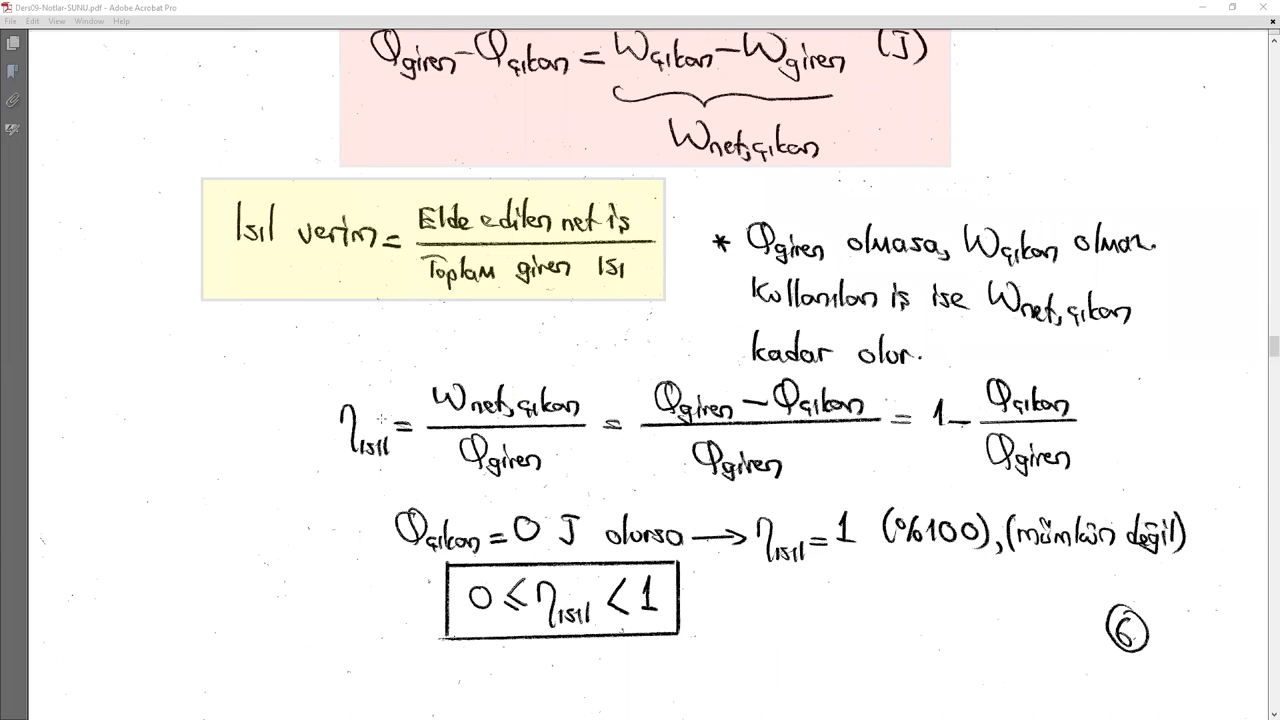 Ders09-Notlar-SUNU.pdf - Adobe Acrobat Pro
File Edit View Window Help
Qgiren - Qçıkan = Wçıkan - Wgiren (J)
Wnet,çıkan
Isıl verim = Elde edilen net iş / Toplam giren ısı
* Qgiren olmasa, Wçıkan olmaz.
Kullanılan iş ise Wnet,çıkan
kadar olur.
ηısıl = Wnet,çıkan / Qgiren = Qgiren - Qçıkan / Qgiren = 1 - Qçıkan / Qgiren
Qçıkan = 0 J olursa → ηısıl = 1 (%100), (mümkün değil)
0 ≤ ηısıl < 1
6